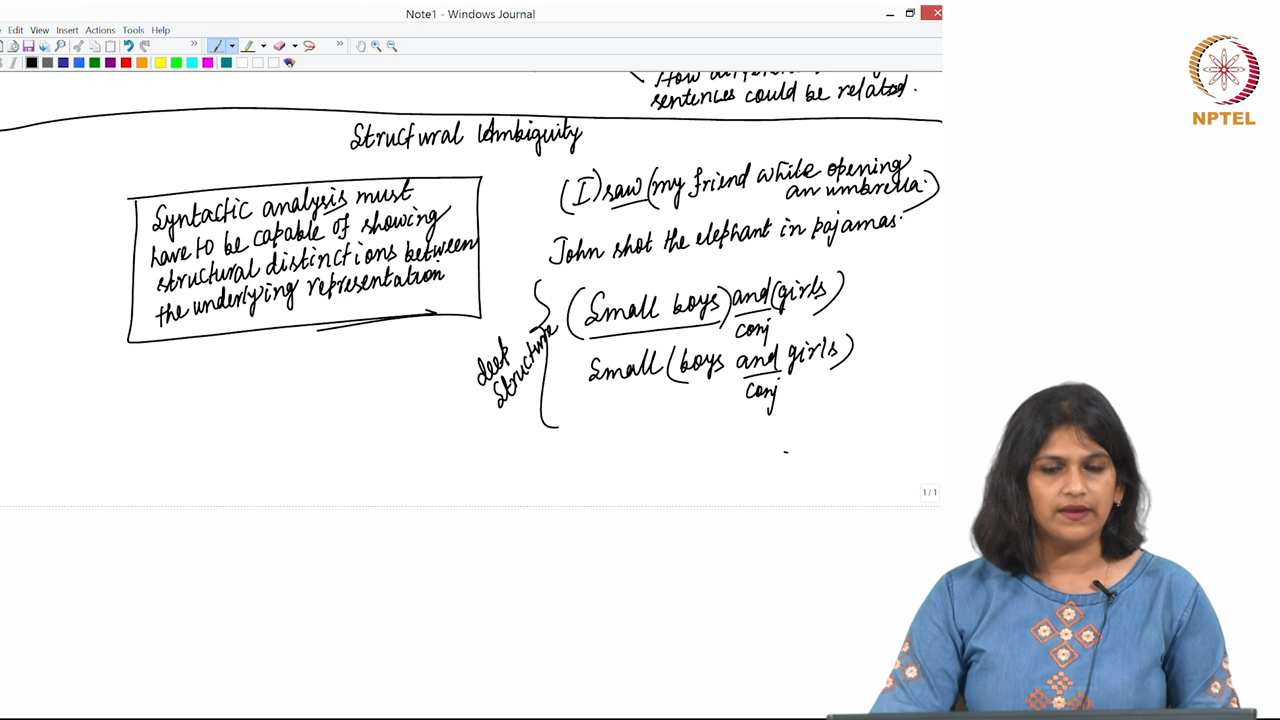 Note1 - Windows Journal
Edit View Insert Actions Tools Help
NPTEL
sentences could be related.
Structural Ambiguity
Syntactic analysis must
have to be capable of showing
structural distinctions between
the underlying representation
(I) saw (my friend while opening
an umbrella.)
John shot the elephant in pajamas.
(Small boys) and (girls)
conj
Small (boys and girls)
conj
deep
structure
1/1